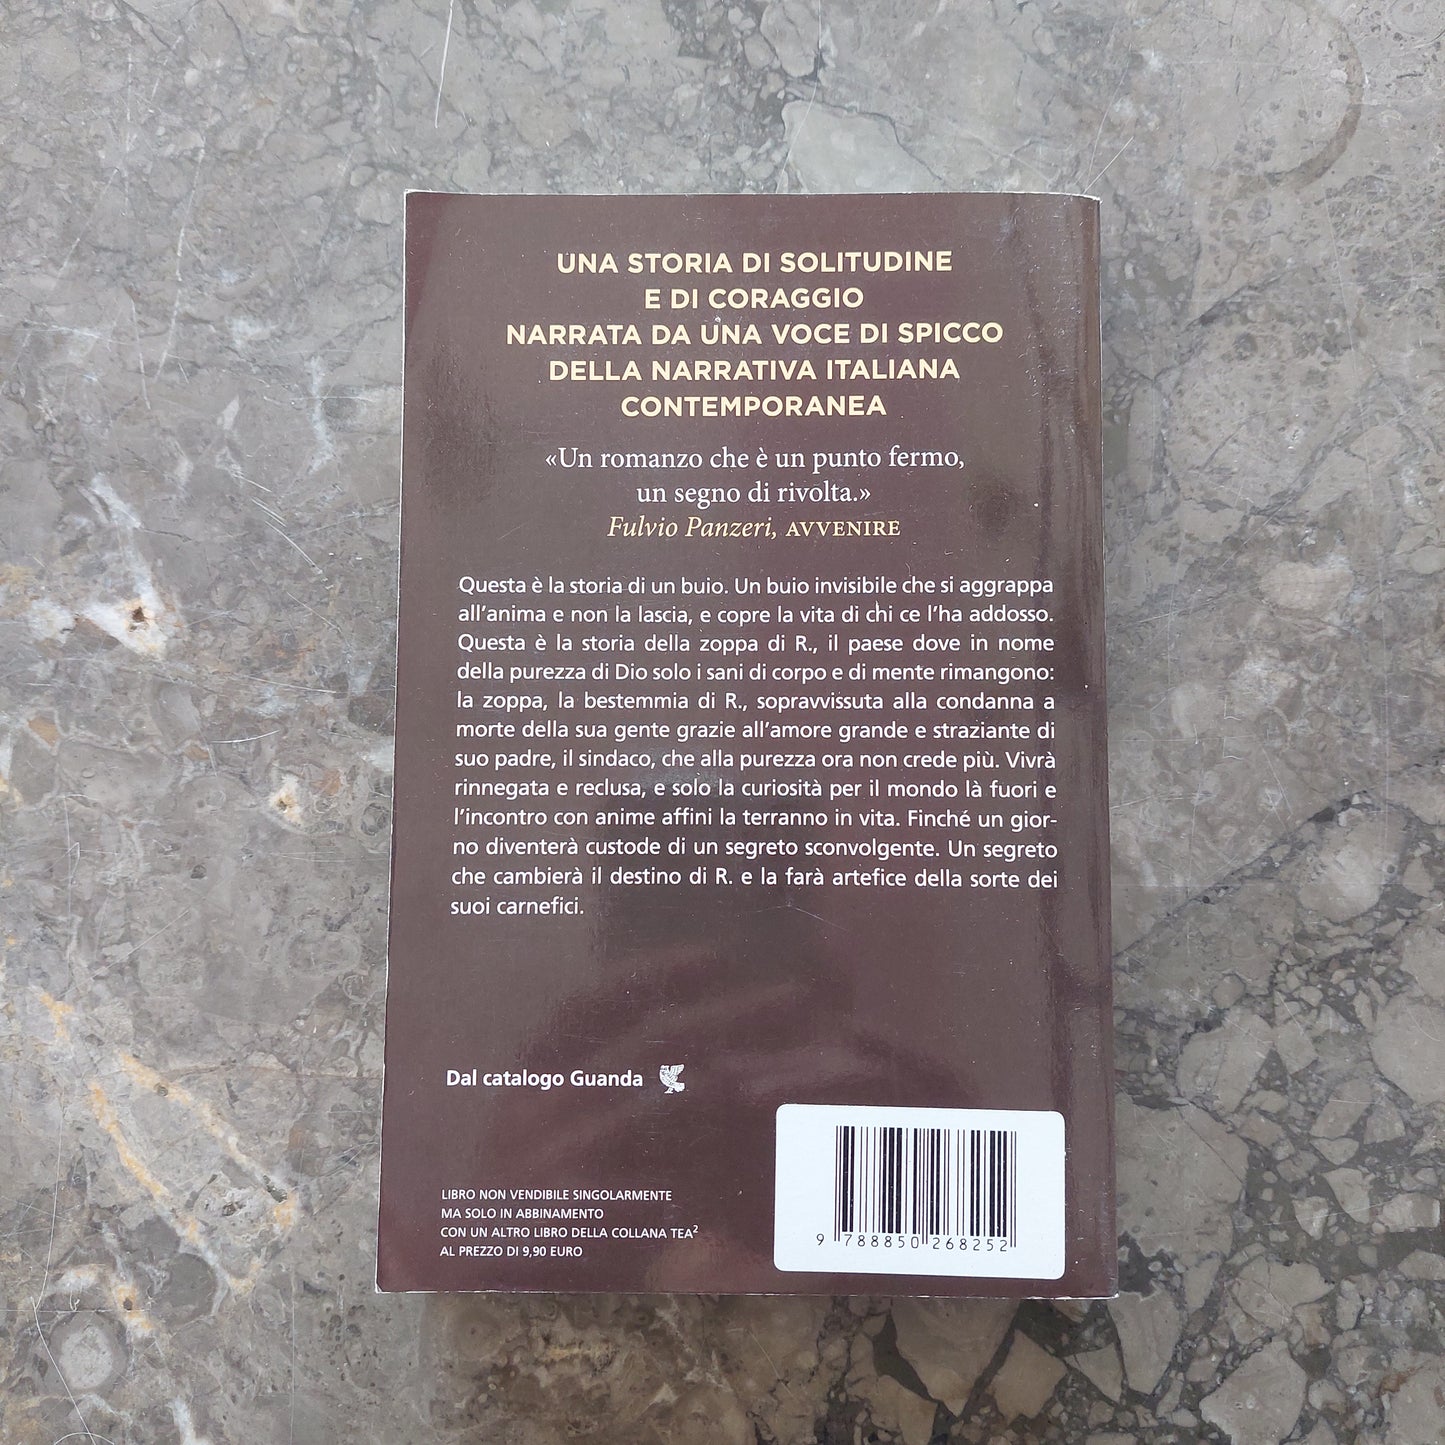 UNA STORIA DI SOLITUDINE
E DI CORAGGIO
NARRATA DA UNA VOCE DI SPICCO
DELLA NARRATIVA ITALIANA
CONTEMPORANEA
«Un romanzo che è un punto fermo,
un segno di rivolta.»
Fulvio Panzeri, AVVENIRE
Questa è la storia di un buio. Un buio invisibile che si aggrappa
all'anima e non la lascia, e copre la vita di chi ce l'ha addosso.
Questa è la storia della zoppa di R., il paese dove in nome
della purezza di Dio solo i sani di corpo e di mente rimangono:
la zoppa, la bestemmia di R., sopravvissuta alla condanna a
morte della sua gente grazie all'amore grande e straziante di
suo padre, il sindaco, che alla purezza ora non crede più. Vivrà
rinnegata e reclusa, e solo la curiosità per il mondo là fuori e
l'incontro con anime affini la terranno in vita. Finché un gior-
no diventerà custode di un segreto sconvolgente. Un segreto
che cambierà il destino di R. e la farà artefice della sorte dei
suoi carnefici.
Dal catalogo Guanda
LIBRO NON VENDIBILE SINGOLARMENTE
MA SOLO IN ABBINAMENTO
CON UN ALTRO LIBRO DELLA COLLANA TEA²
AL PREZZO DI 9,90 EURO
9 788850 268252